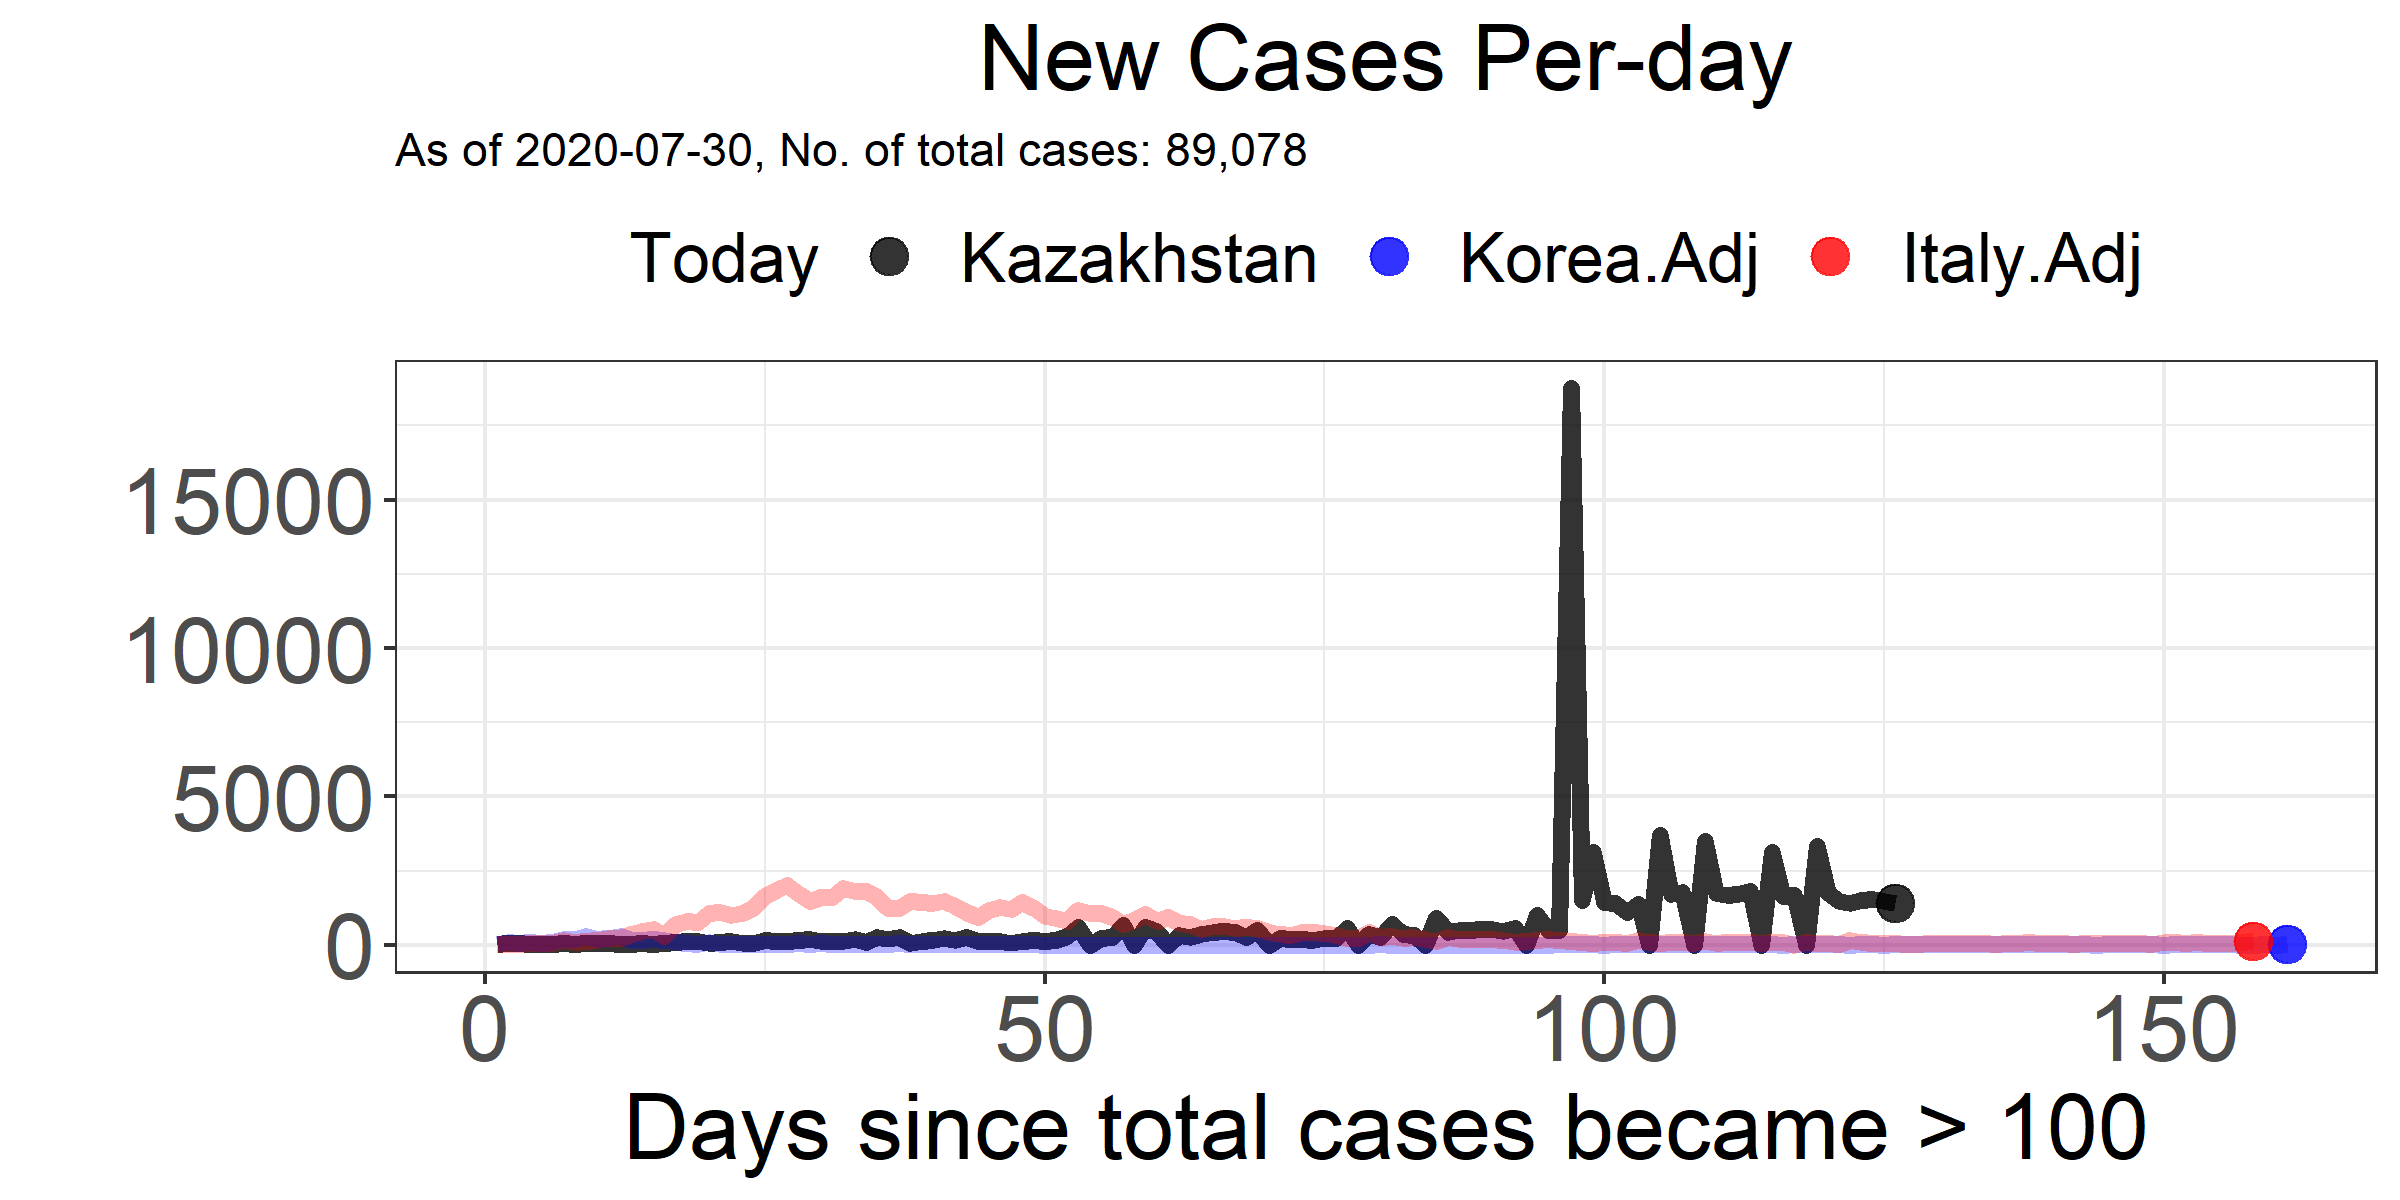 New Cases Per-day
As of 2020-07-30, No. of total cases: 89,078
Today Kazakhstan Korea.Adj Italy.Adj
15000
10000
5000
0
0 50 100 150
Days since total cases became > 100